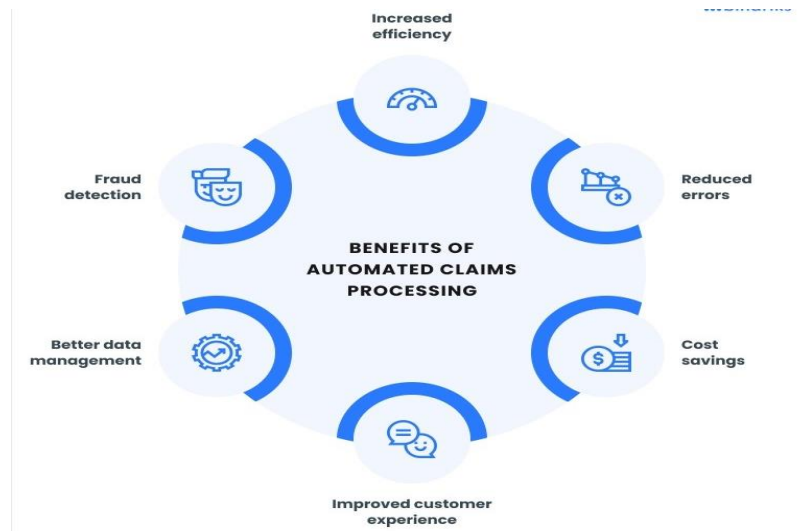 Increased
efficiency
Fraud
detection
Reduced
errors
BENEFITS OF
AUTOMATED CLAIMS
PROCESSING
Better data
management
Cost
savings
Improved customer
experience